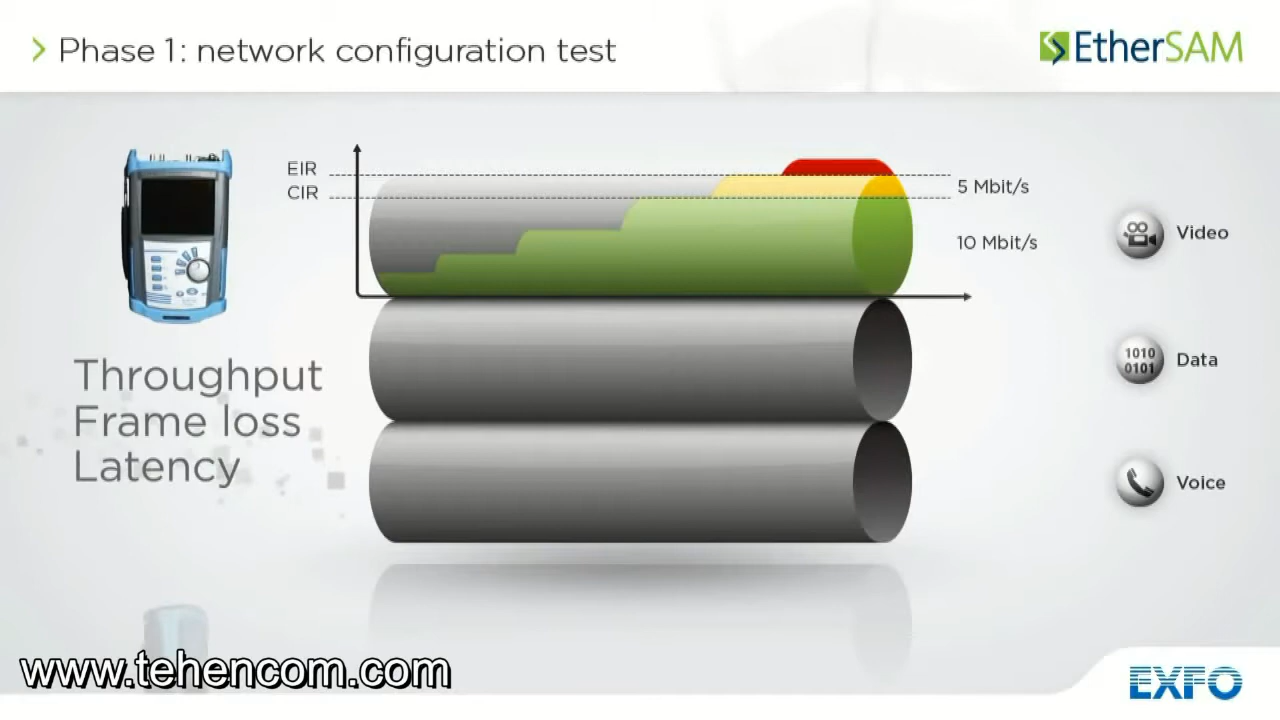 Phase 1: network configuration test
EtherSAM
EIR
CIR
5 Mbit/s
10 Mbit/s
Video
Throughput
Frame loss
Latency
1010
0101
Data
Voice
www.tehencom.com
EXFO